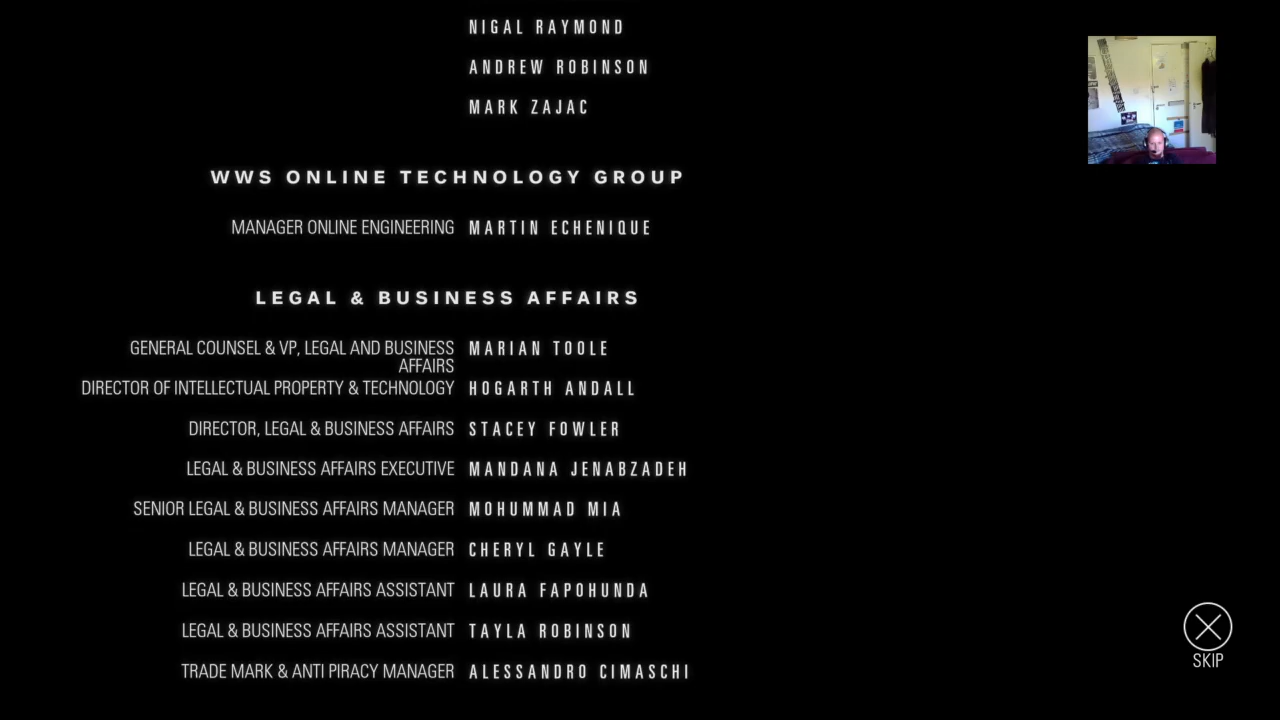 NIGAL RAYMOND
ANDREW ROBINSON
MARK ZAJAC
WWS ONLINE TECHNOLOGY GROUP
MANAGER ONLINE ENGINEERING MARTIN ECHENIQUE
LEGAL & BUSINESS AFFAIRS
GENERAL COUNSEL & VP, LEGAL AND BUSINESS MARIAN TOOLE
AFFAIRS
DIRECTOR OF INTELLECTUAL PROPERTY & TECHNOLOGY HOGARTH ANDALL
DIRECTOR, LEGAL & BUSINESS AFFAIRS STACEY FOWLER
LEGAL & BUSINESS AFFAIRS EXECUTIVE MANDANA JENABZADEH
SENIOR LEGAL & BUSINESS AFFAIRS MANAGER MOHUMMAD MIA
LEGAL & BUSINESS AFFAIRS MANAGER CHERYL GAYLE
LEGAL & BUSINESS AFFAIRS ASSISTANT LAURA FAPOHUNDA
LEGAL & BUSINESS AFFAIRS ASSISTANT TAYLA ROBINSON
TRADE MARK & ANTI PIRACY MANAGER ALESSANDRO CIMASCHI
SKIP